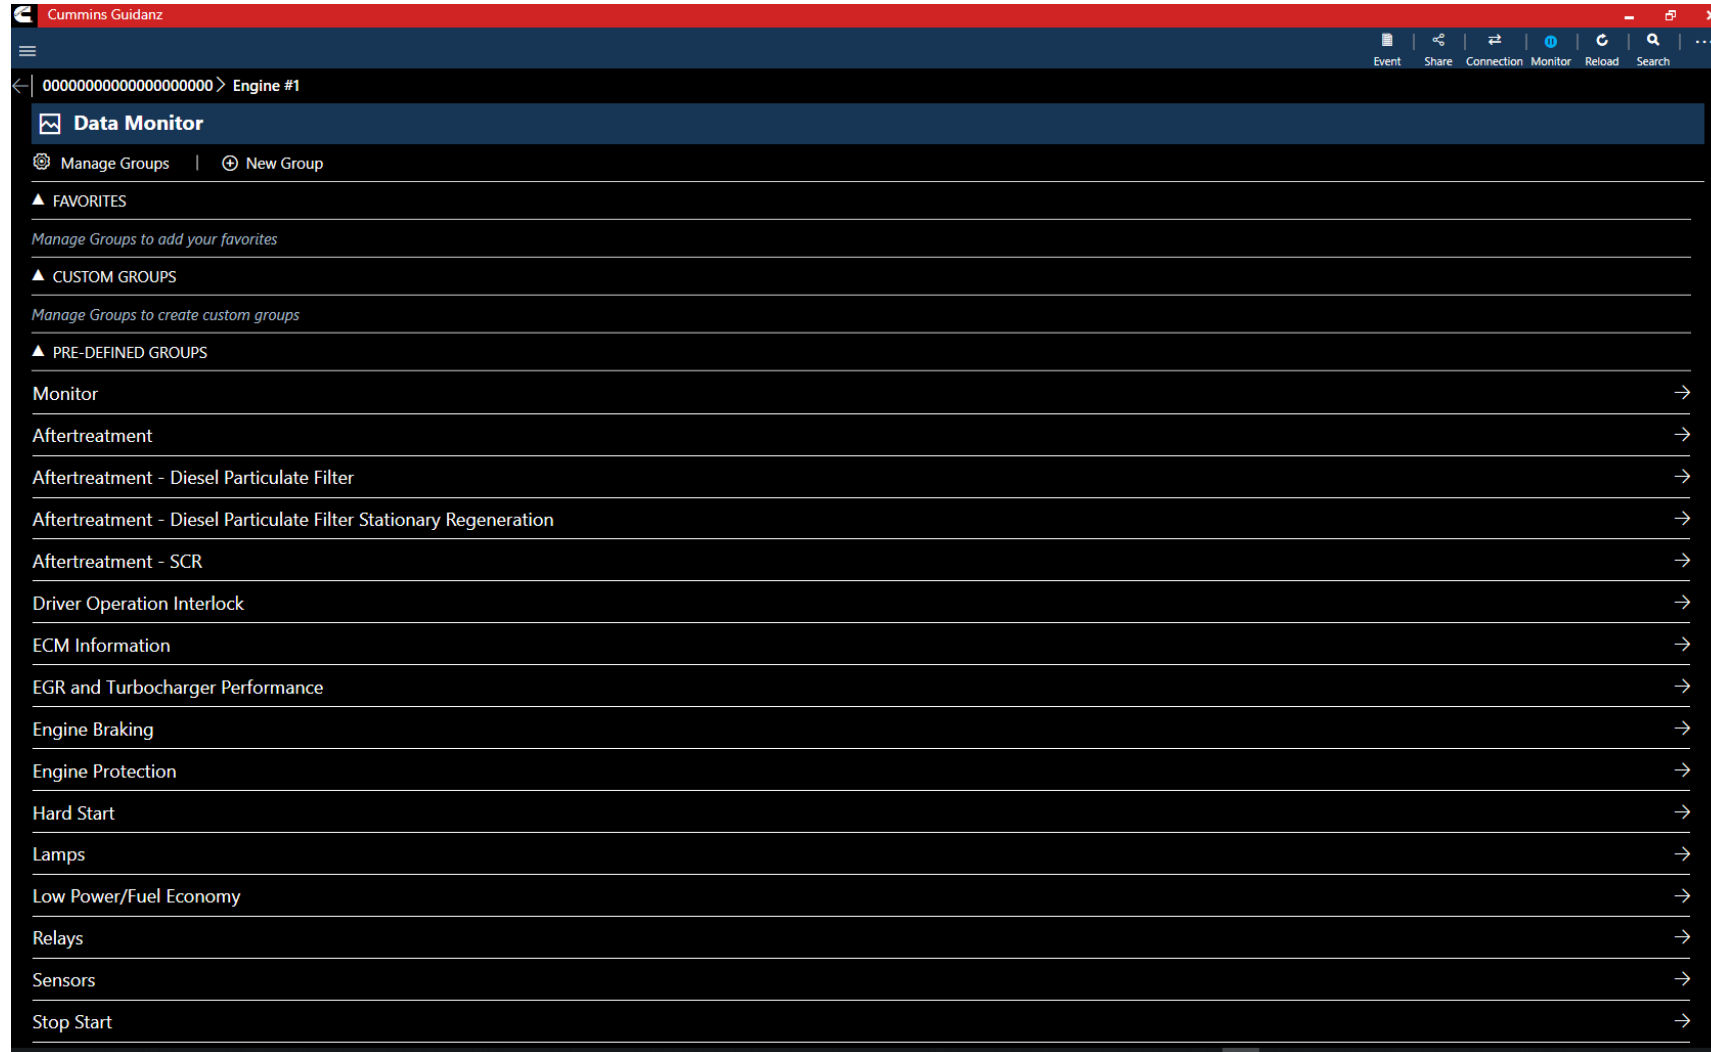 Cummins Guidanz
Event Share Connection Monitor Reload Search
00000000000000000000 Engine #1
Data Monitor
Manage Groups | New Group
FAVORITES
Manage Groups to add your favorites
CUSTOM GROUPS
Manage Groups to create custom groups
PRE-DEFINED GROUPS
Monitor
Aftertreatment
Aftertreatment - Diesel Particulate Filter
Aftertreatment - Diesel Particulate Filter Stationary Regeneration
Aftertreatment - SCR
Driver Operation Interlock
ECM Information
EGR and Turbocharger Performance
Engine Braking
Engine Protection
Hard Start
Lamps
Low Power/Fuel Economy
Relays
Sensors
Stop Start